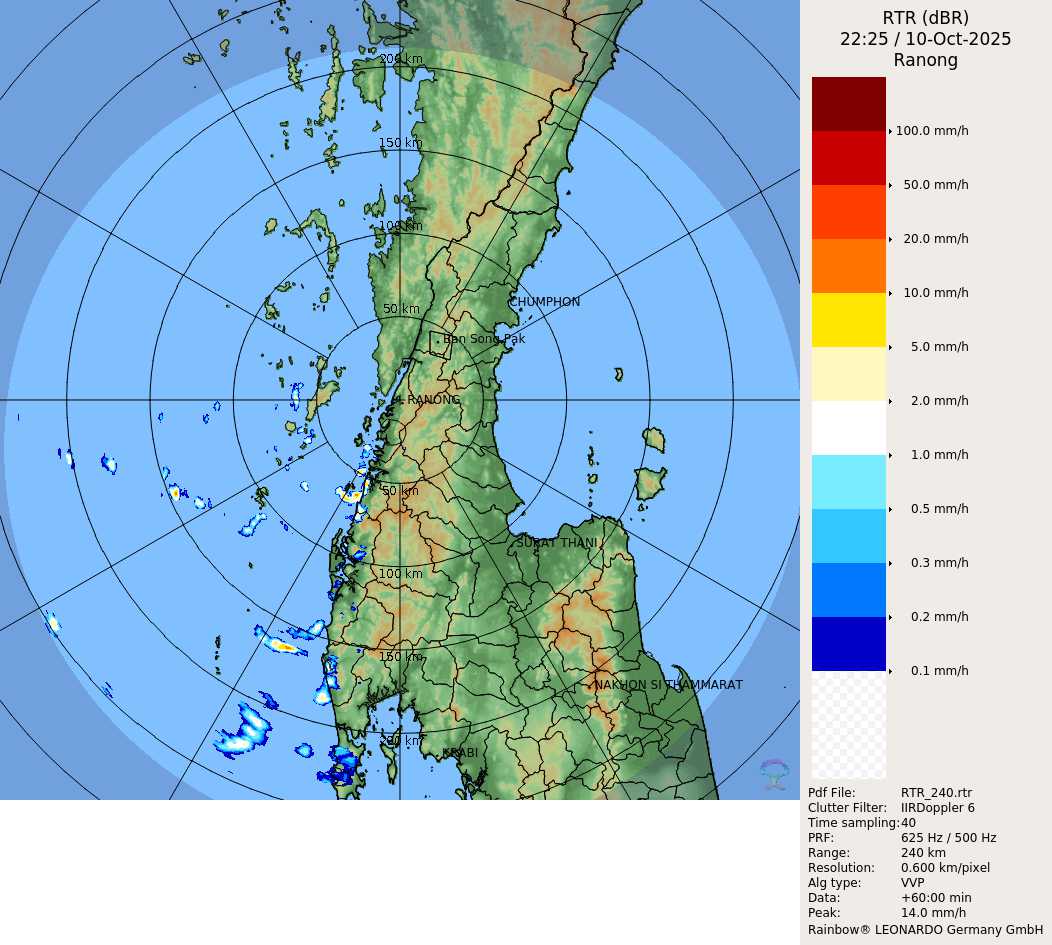 RTR (dBR)
22:25 / 10-Oct-2025
Ranong
200 km
150 km
100 km
50 km
CHUMPHON
Ban Song Pak
RANONG
50 km
SURAT THANI
100 km
150 km
NAKHON SI THAMMARAT
200 km
KRABI
100.0 mm/h
50.0 mm/h
20.0 mm/h
10.0 mm/h
5.0 mm/h
2.0 mm/h
1.0 mm/h
0.5 mm/h
0.3 mm/h
0.2 mm/h
0.1 mm/h
Pdf File: RTR_240.rtr
Clutter Filter: IIRDoppler 6
Time sampling:40
PRF: 625 Hz / 500 Hz
Range: 240 km
Resolution: 0.600 km/pixel
Alg type: VVP
Data: +60:00 min
Peak: 14.0 mm/h
Rainbow® LEONARDO Germany GmbH